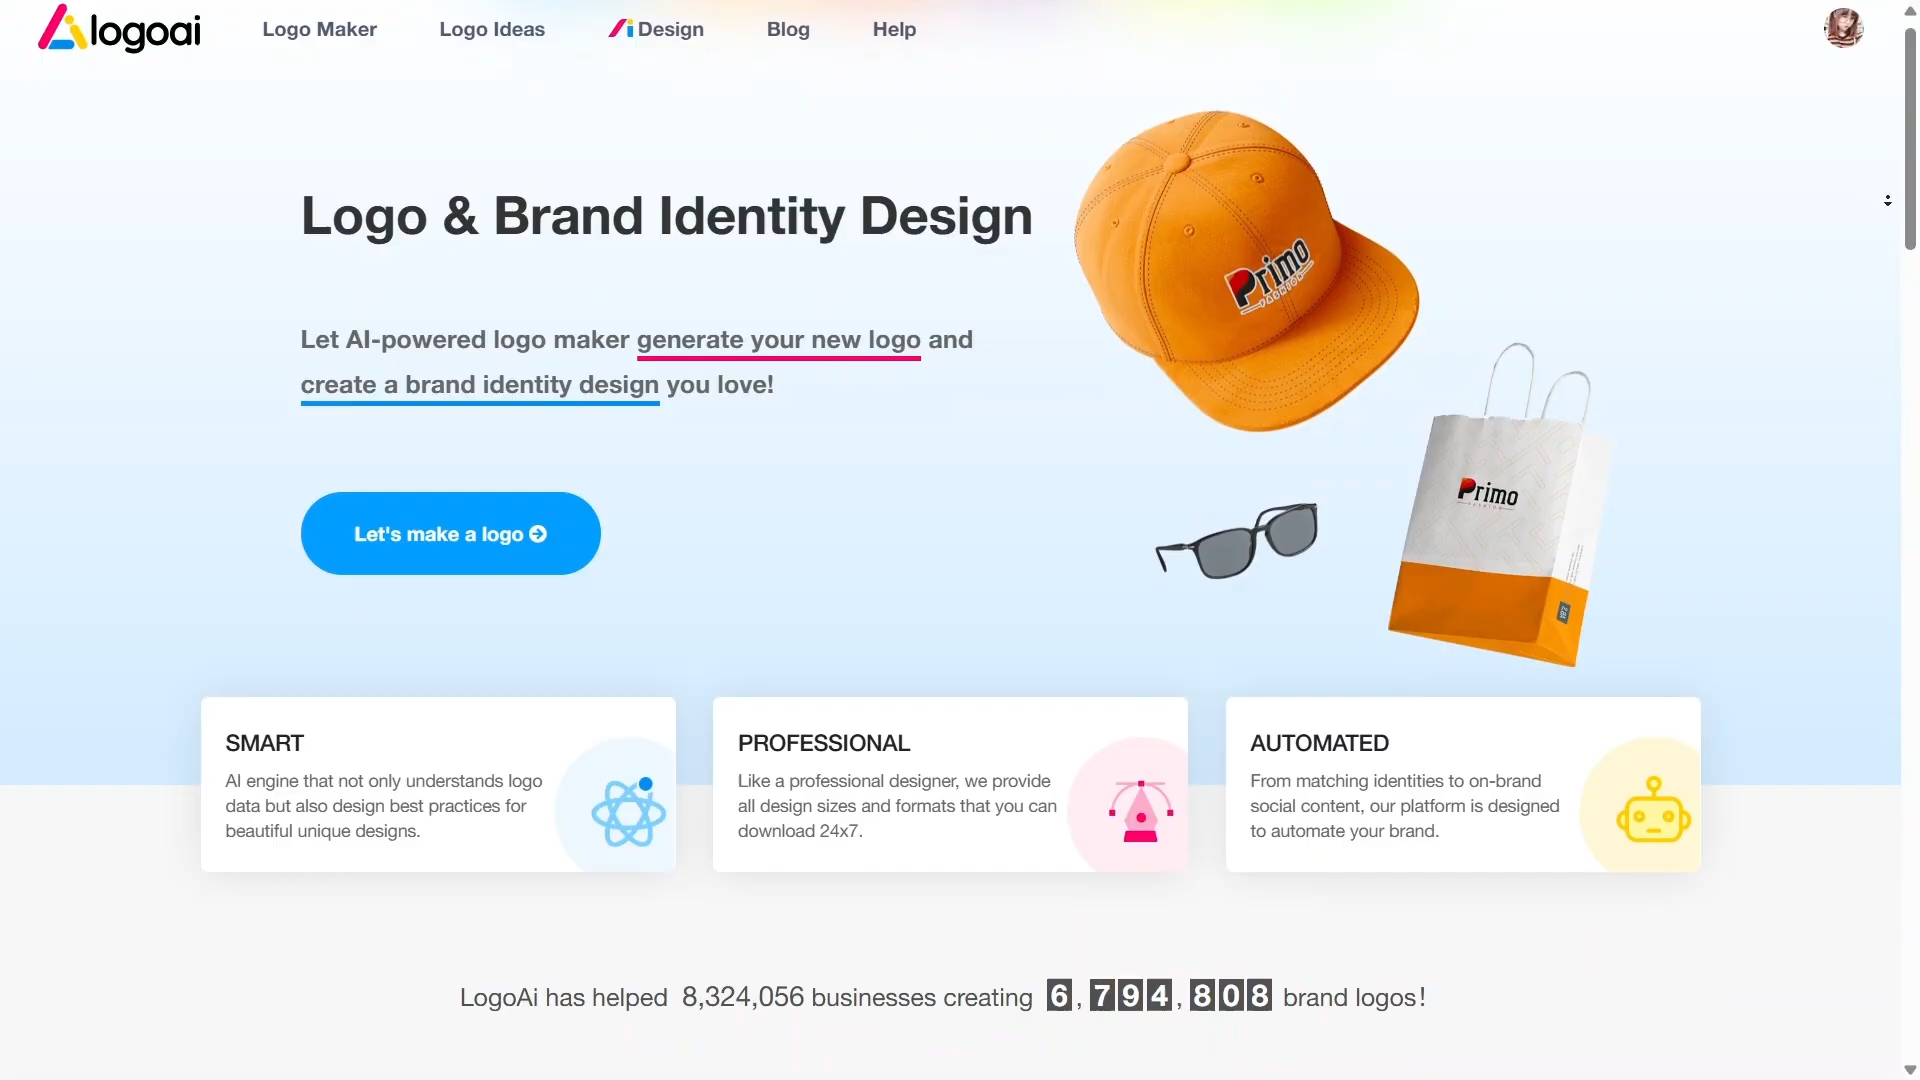 logoai
Logo Maker
Logo Ideas
Ai Design
Blog
Help
Logo & Brand Identity Design
Let AI-powered logo maker generate your new logo and
create a brand identity design you love!
Let's make a logo
Primo
FASHION
Primo
FASHION
SMART
AI engine that not only understands logo
data but also design best practices for
beautiful unique designs.
PROFESSIONAL
Like a professional designer, we provide
all design sizes and formats that you can
download 24x7.
AUTOMATED
From matching identities to on-brand
social content, our platform is designed
to automate your brand.
LogoAi has helped 8,324,056 businesses creating 6,794,808 brand logos!